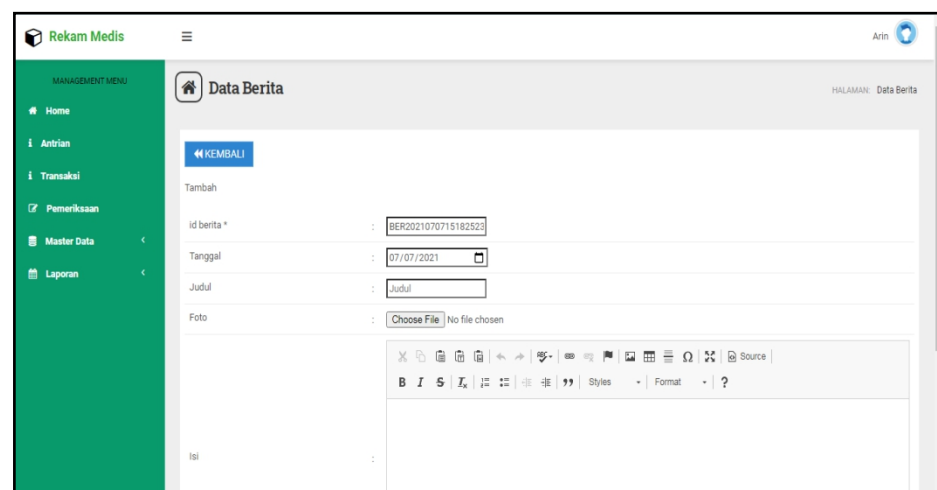 Rekam Medis
Arin
MANAGEMENT MENU
Home
Antrian
Transaksi
Pemeriksaan
Master Data
Laporan
Data Berita
HALAMAN: Data Berita
KEMBALI
Tambah
id berita * : BER2021070715182523
Tanggal : 07/07/2021
Judul : Judul
Foto : Choose File No file chosen
Source
B I S Ix Styles Format ?
Isi :